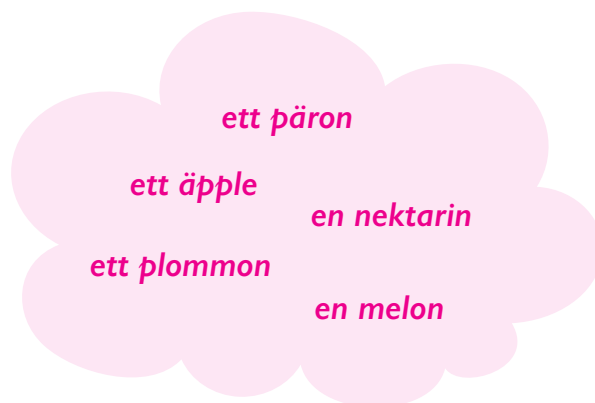 ett päron
ett äpple
en nektarin
ett plommon
en melon